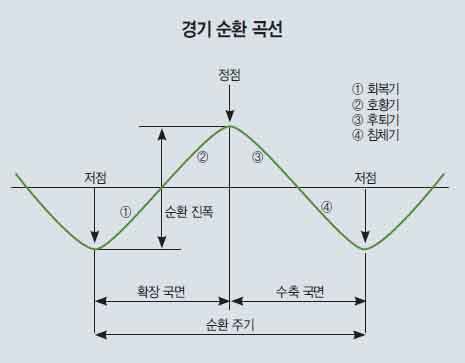 경기 순환 곡선
정점
① 회복기
② 호황기
③ 후퇴기
④ 침체기
② ③
저점 저점
① 순환 진폭 ④
확장 국면 수축 국면
순환 주기